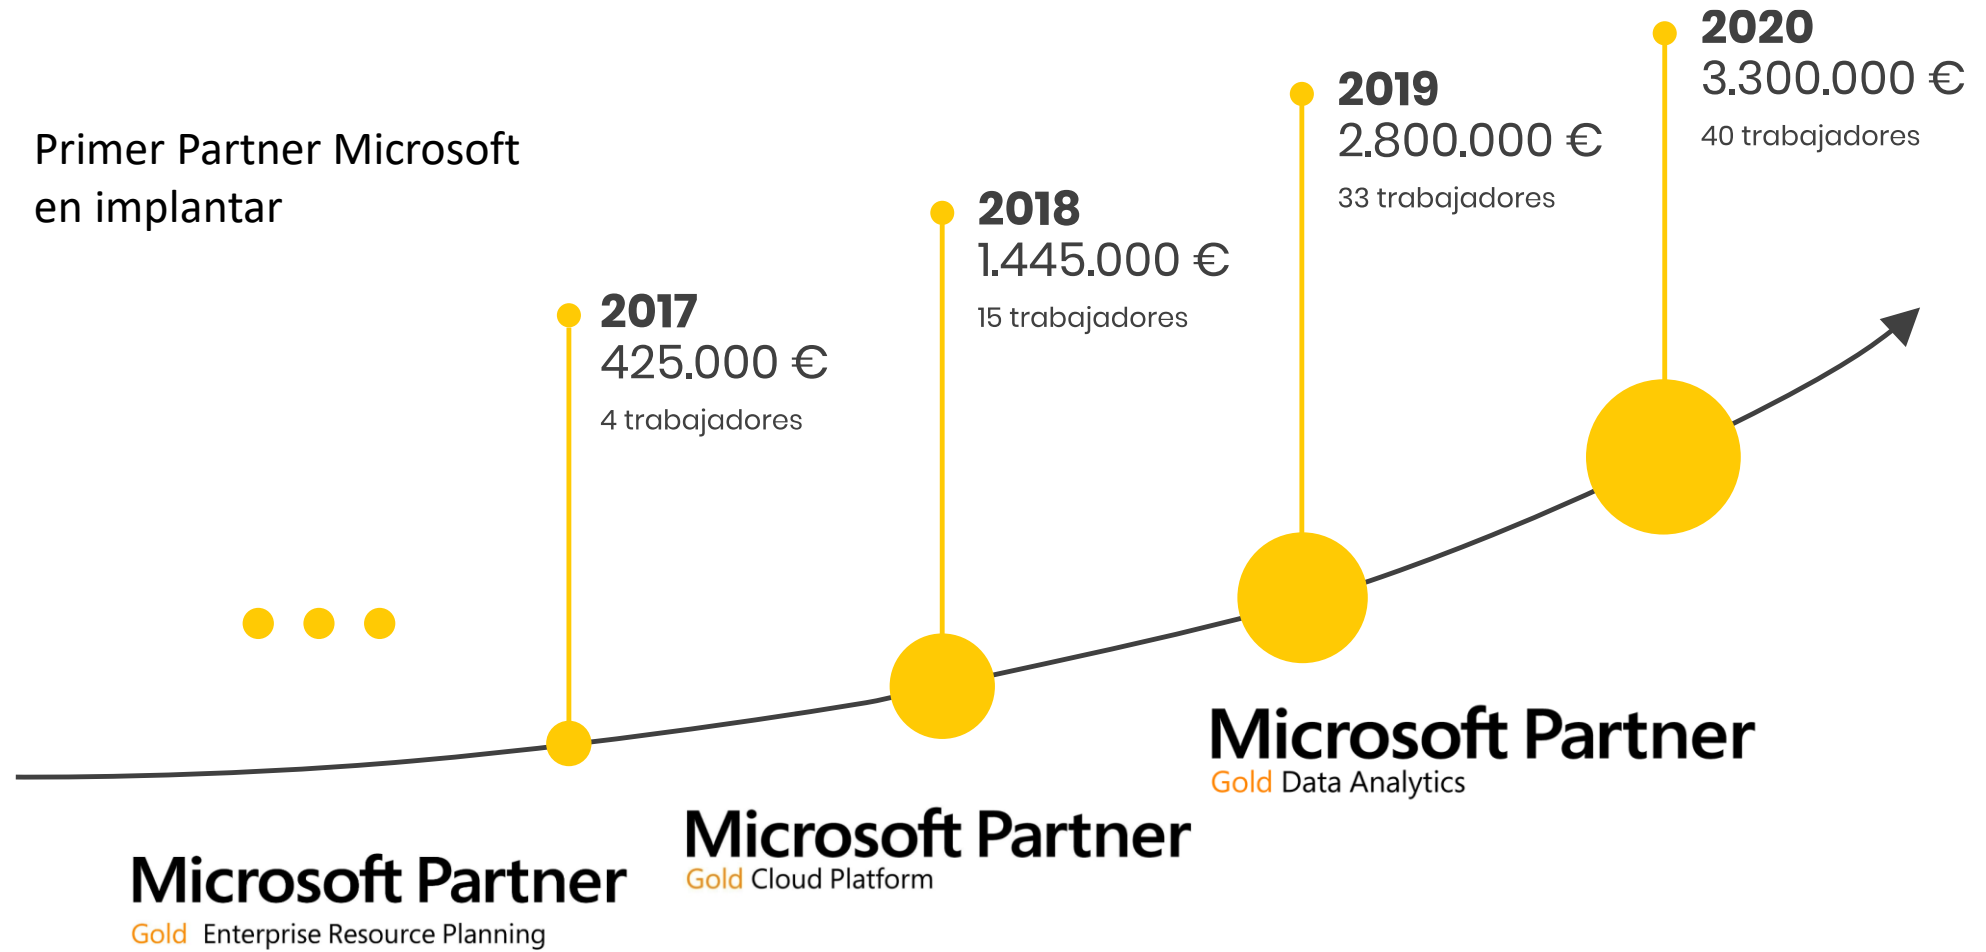 Primer Partner Microsoft
en implantar
2017
425.000 €
4 trabajadores
2018
1.445.000 €
15 trabajadores
2019
2.800.000 €
33 trabajadores
2020
3.300.000 €
40 trabajadores
Microsoft Partner
Gold Enterprise Resource Planning
Microsoft Partner
Gold Cloud Platform
Microsoft Partner
Gold Data Analytics